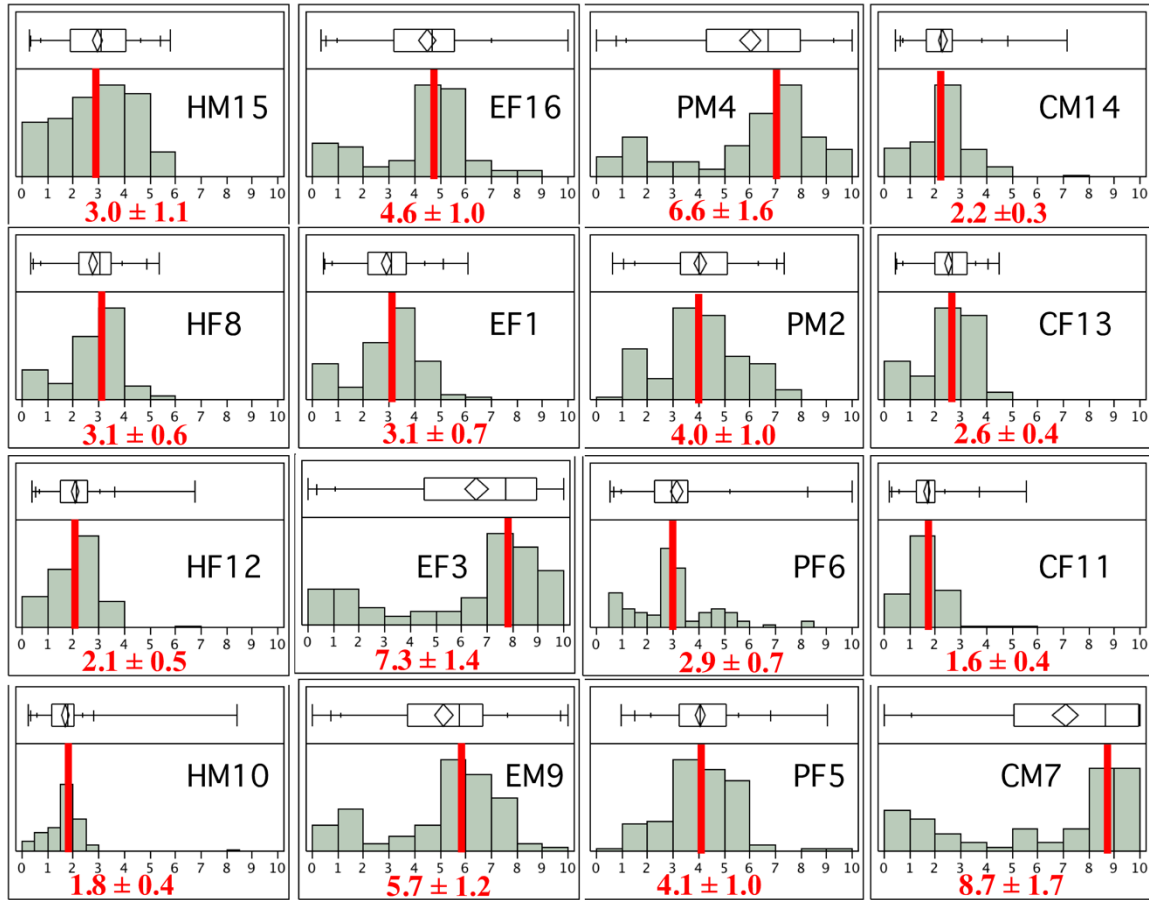 HM15
0 1 2 3 4 5 6 7 8 9 10
3.0 ± 1.1
EF16
0 1 2 3 4 5 6 7 8 9 10
4.6 ± 1.0
PM4
0 1 2 3 4 5 6 7 8 9 10
6.6 ± 1.6
CM14
0 1 2 3 4 5 6 7 8 9 10
2.2 ±0.3
HF8
0 1 2 3 4 5 6 7 8 9 10
3.1 ± 0.6
EF1
0 1 2 3 4 5 6 7 8 9 10
3.1 ± 0.7
PM2
0 1 2 3 4 5 6 7 8 9 10
4.0 ± 1.0
CF13
0 1 2 3 4 5 6 7 8 9 10
2.6 ± 0.4
HF12
0 1 2 3 4 5 6 7 8 9 10
2.1 ± 0.5
EF3
0 1 2 3 4 5 6 7 8 9 10
7.3 ± 1.4
PF6
0 1 2 3 4 5 6 7 8 9 10
2.9 ± 0.7
CF11
0 1 2 3 4 5 6 7 8 9 10
1.6 ± 0.4
HM10
0 1 2 3 4 5 6 7 8 9 10
1.8 ± 0.4
EM9
0 1 2 3 4 5 6 7 8 9 10
5.7 ± 1.2
PF5
0 1 2 3 4 5 6 7 8 9 10
4.1 ± 1.0
CM7
0 1 2 3 4 5 6 7 8 9 10
8.7 ± 1.7